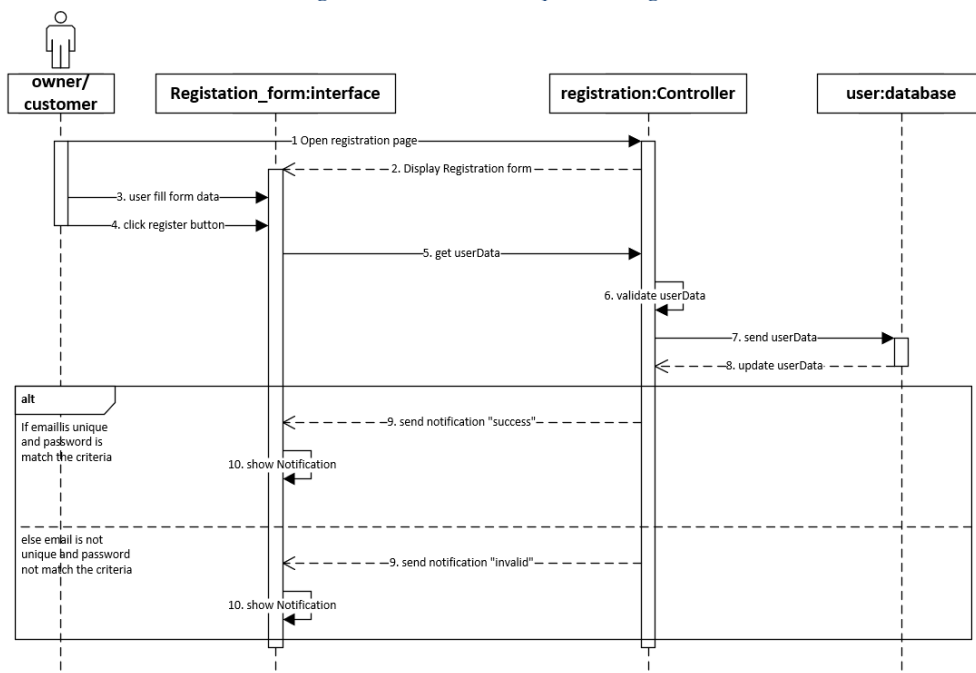 owner/
customer
Registation_form:interface
registration:Controller
user:database
1 Open registration page
2. Display Registration form
3. user fill form data
4. click register button
5. get userData
6. validate userData
7. send userData
8. update userData
alt
If emailis unique
and password is
match the criteria
9. send notification "success"
10. show Notification
else email is not
unique and password
not match the criteria
9. send notification "invalid"
10. show Notification